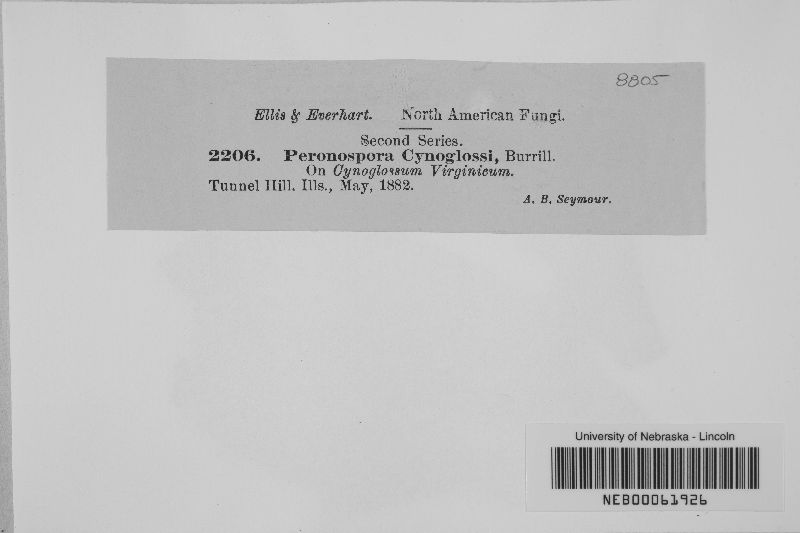 8805
Ellis & Everhart. North American Fungi.
Second Series.
2206. Peronospora Cynoglossi, Burrill.
On Cynoglossum Virginicum.
Tunnel Hill, Ills., May, 1882.
A. B. Seymour.
University of Nebraska - Lincoln
NEB00061926